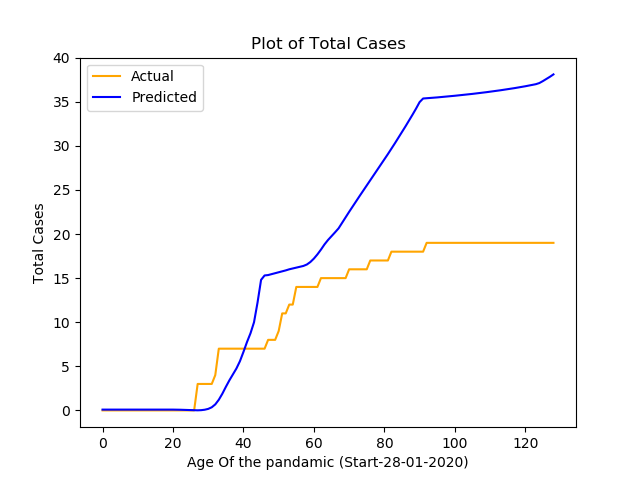 Plot of Total Cases
Actual
Predicted
40
35
30
25
20
15
10
5
0
Total Cases
0 20 40 60 80 100 120
Age Of the pandamic (Start-28-01-2020)